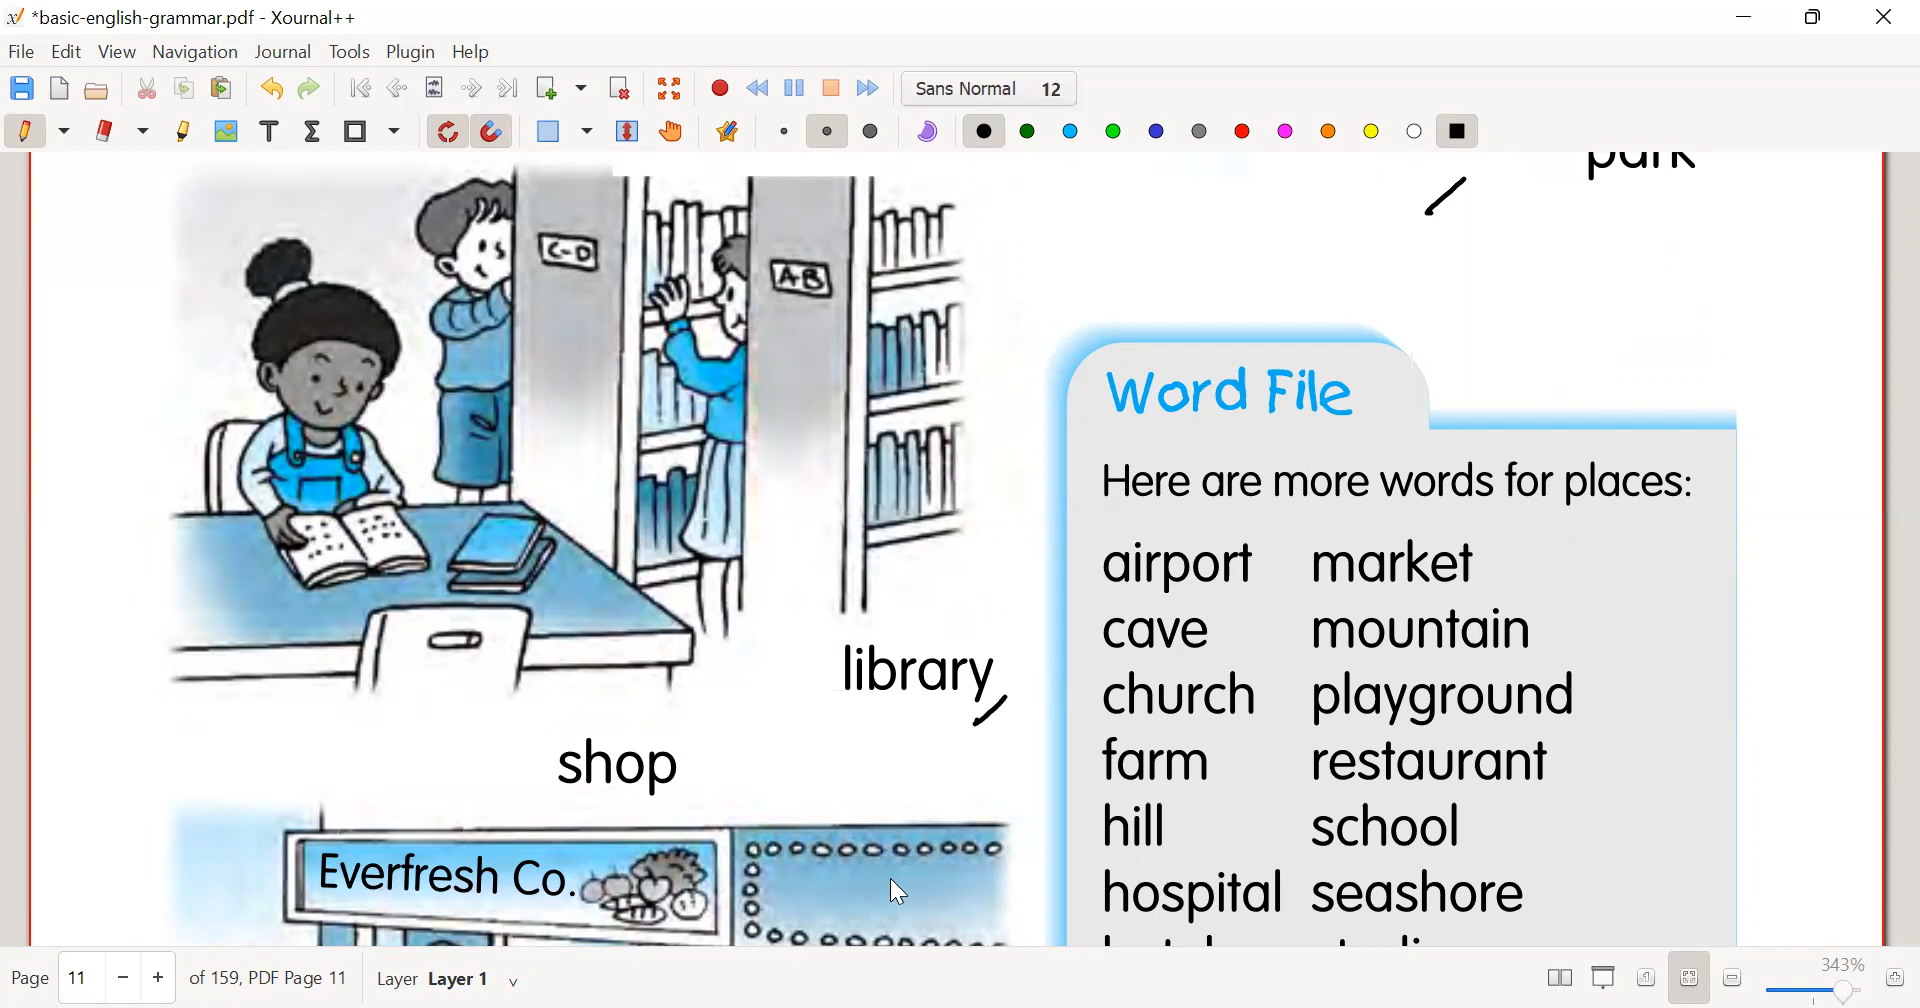 *basic-english-grammar.pdf - Xournal++
File Edit View Navigation Journal Tools Plugin Help
Sans Normal 12
park
C-D
A-B
library
shop
Everfresh Co.
Word File
Here are more words for places:
airport market
cave mountain
church playground
farm restaurant
hill school
hospital seashore
Page 11 of 159, PDF Page 11 Layer Layer 1
343%